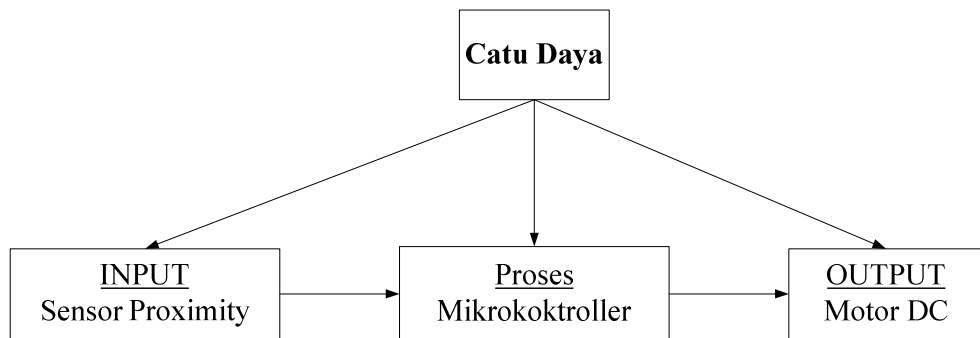 Catu Daya
INPUT
Sensor Proximity
Proses
Mikrokoktroller
OUTPUT
Motor DC